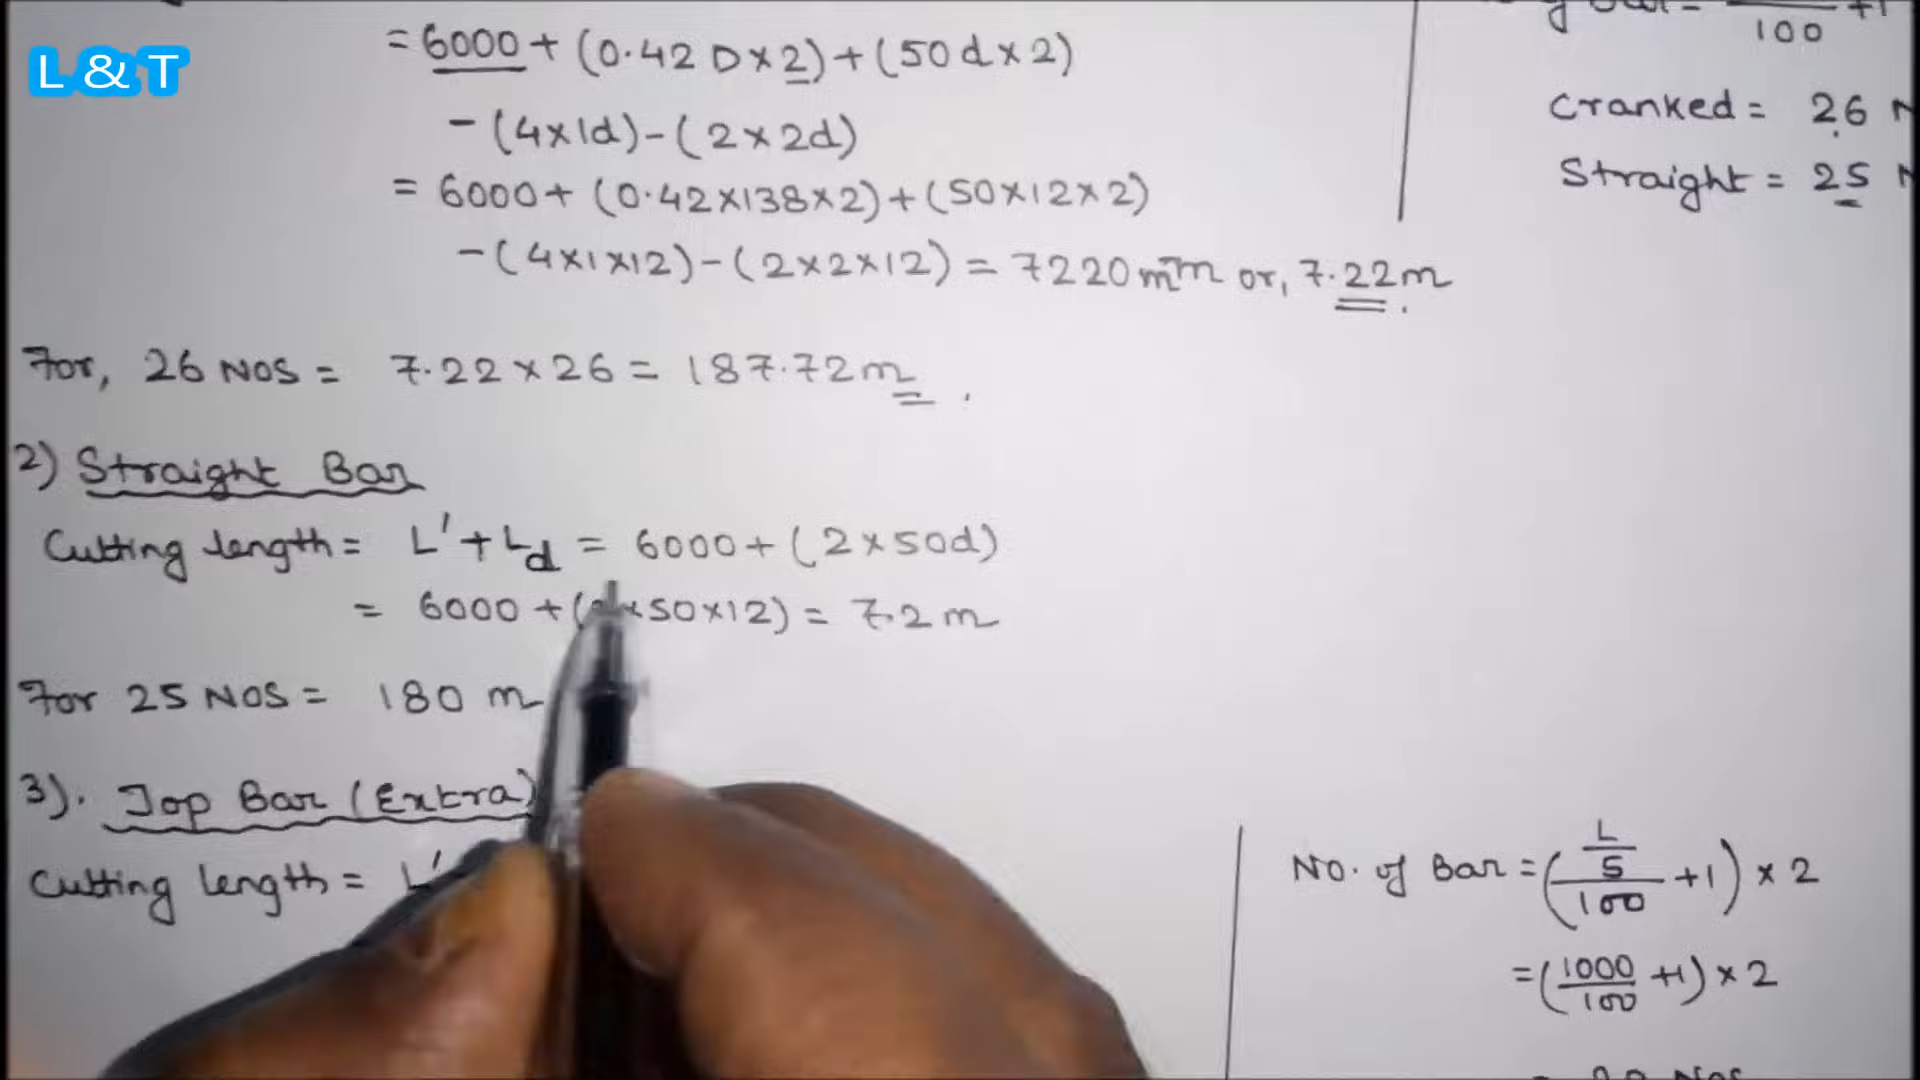 L & T
= 6000 + (0.42 D × 2) + (50 d × 2)
- (4×1d) - (2 × 2d)
= 6000 + (0.42×138×2) + (50×12×2)
- (4×1×12) - (2×2×12) = 7220 mm or, 7.22 m
For, 26 NOS = 7.22 × 26 = 187.72 m
2) Straight Bar
Cutting length = L' + Ld = 6000 + (2 × 50d)
= 6000 + ( ×50×12) = 7.2 m
For 25 NOS = 180 m
3). Top Bar (Extra)
Cutting length = L'
100 +1
Cranked = 26
Straight = 25
No. of Bar = (L/5/100 +1) × 2
= (1000/100 +1) × 2